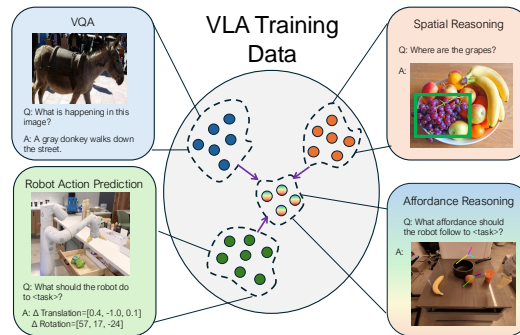 VLA Training
Data
VQA
Q: What is happening in this
image?
A: A gray donkey walks down
the street.
Spatial Reasoning
Q: Where are the grapes?
A:
Robot Action Prediction
Q: What should the robot do
to <task>?
A: Δ Translation=[0.4, -1.0, 0.1]
Δ Rotation=[57, 17, -24]
Affordance Reasoning
Q: What affordance should
the robot follow to <task>?
A: